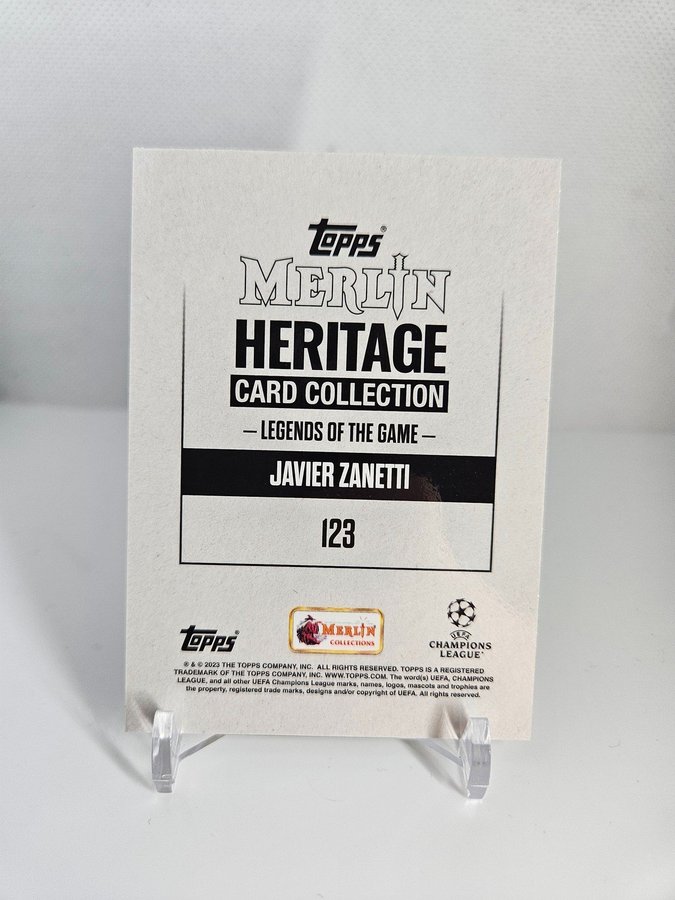 Topps®
MERLIN
HERITAGE
CARD COLLECTION
– LEGENDS OF THE GAME –
JAVIER ZANETTI
123
Topps®
MERLIN
COLLECTIONS
UEFA
CHAMPIONS
LEAGUE
® & © 2023 THE TOPPS COMPANY, INC. ALL RIGHTS RESERVED. TOPPS IS A REGISTERED
TRADEMARK OF THE TOPPS COMPANY, INC. WWW.TOPPS.COM. The word(s) UEFA, CHAMPIONS
LEAGUE, and all other UEFA Champions League marks, names, logos, mascots and trophies are
the property, registered trade marks, designs and/or copyright of UEFA. All rights reserved.